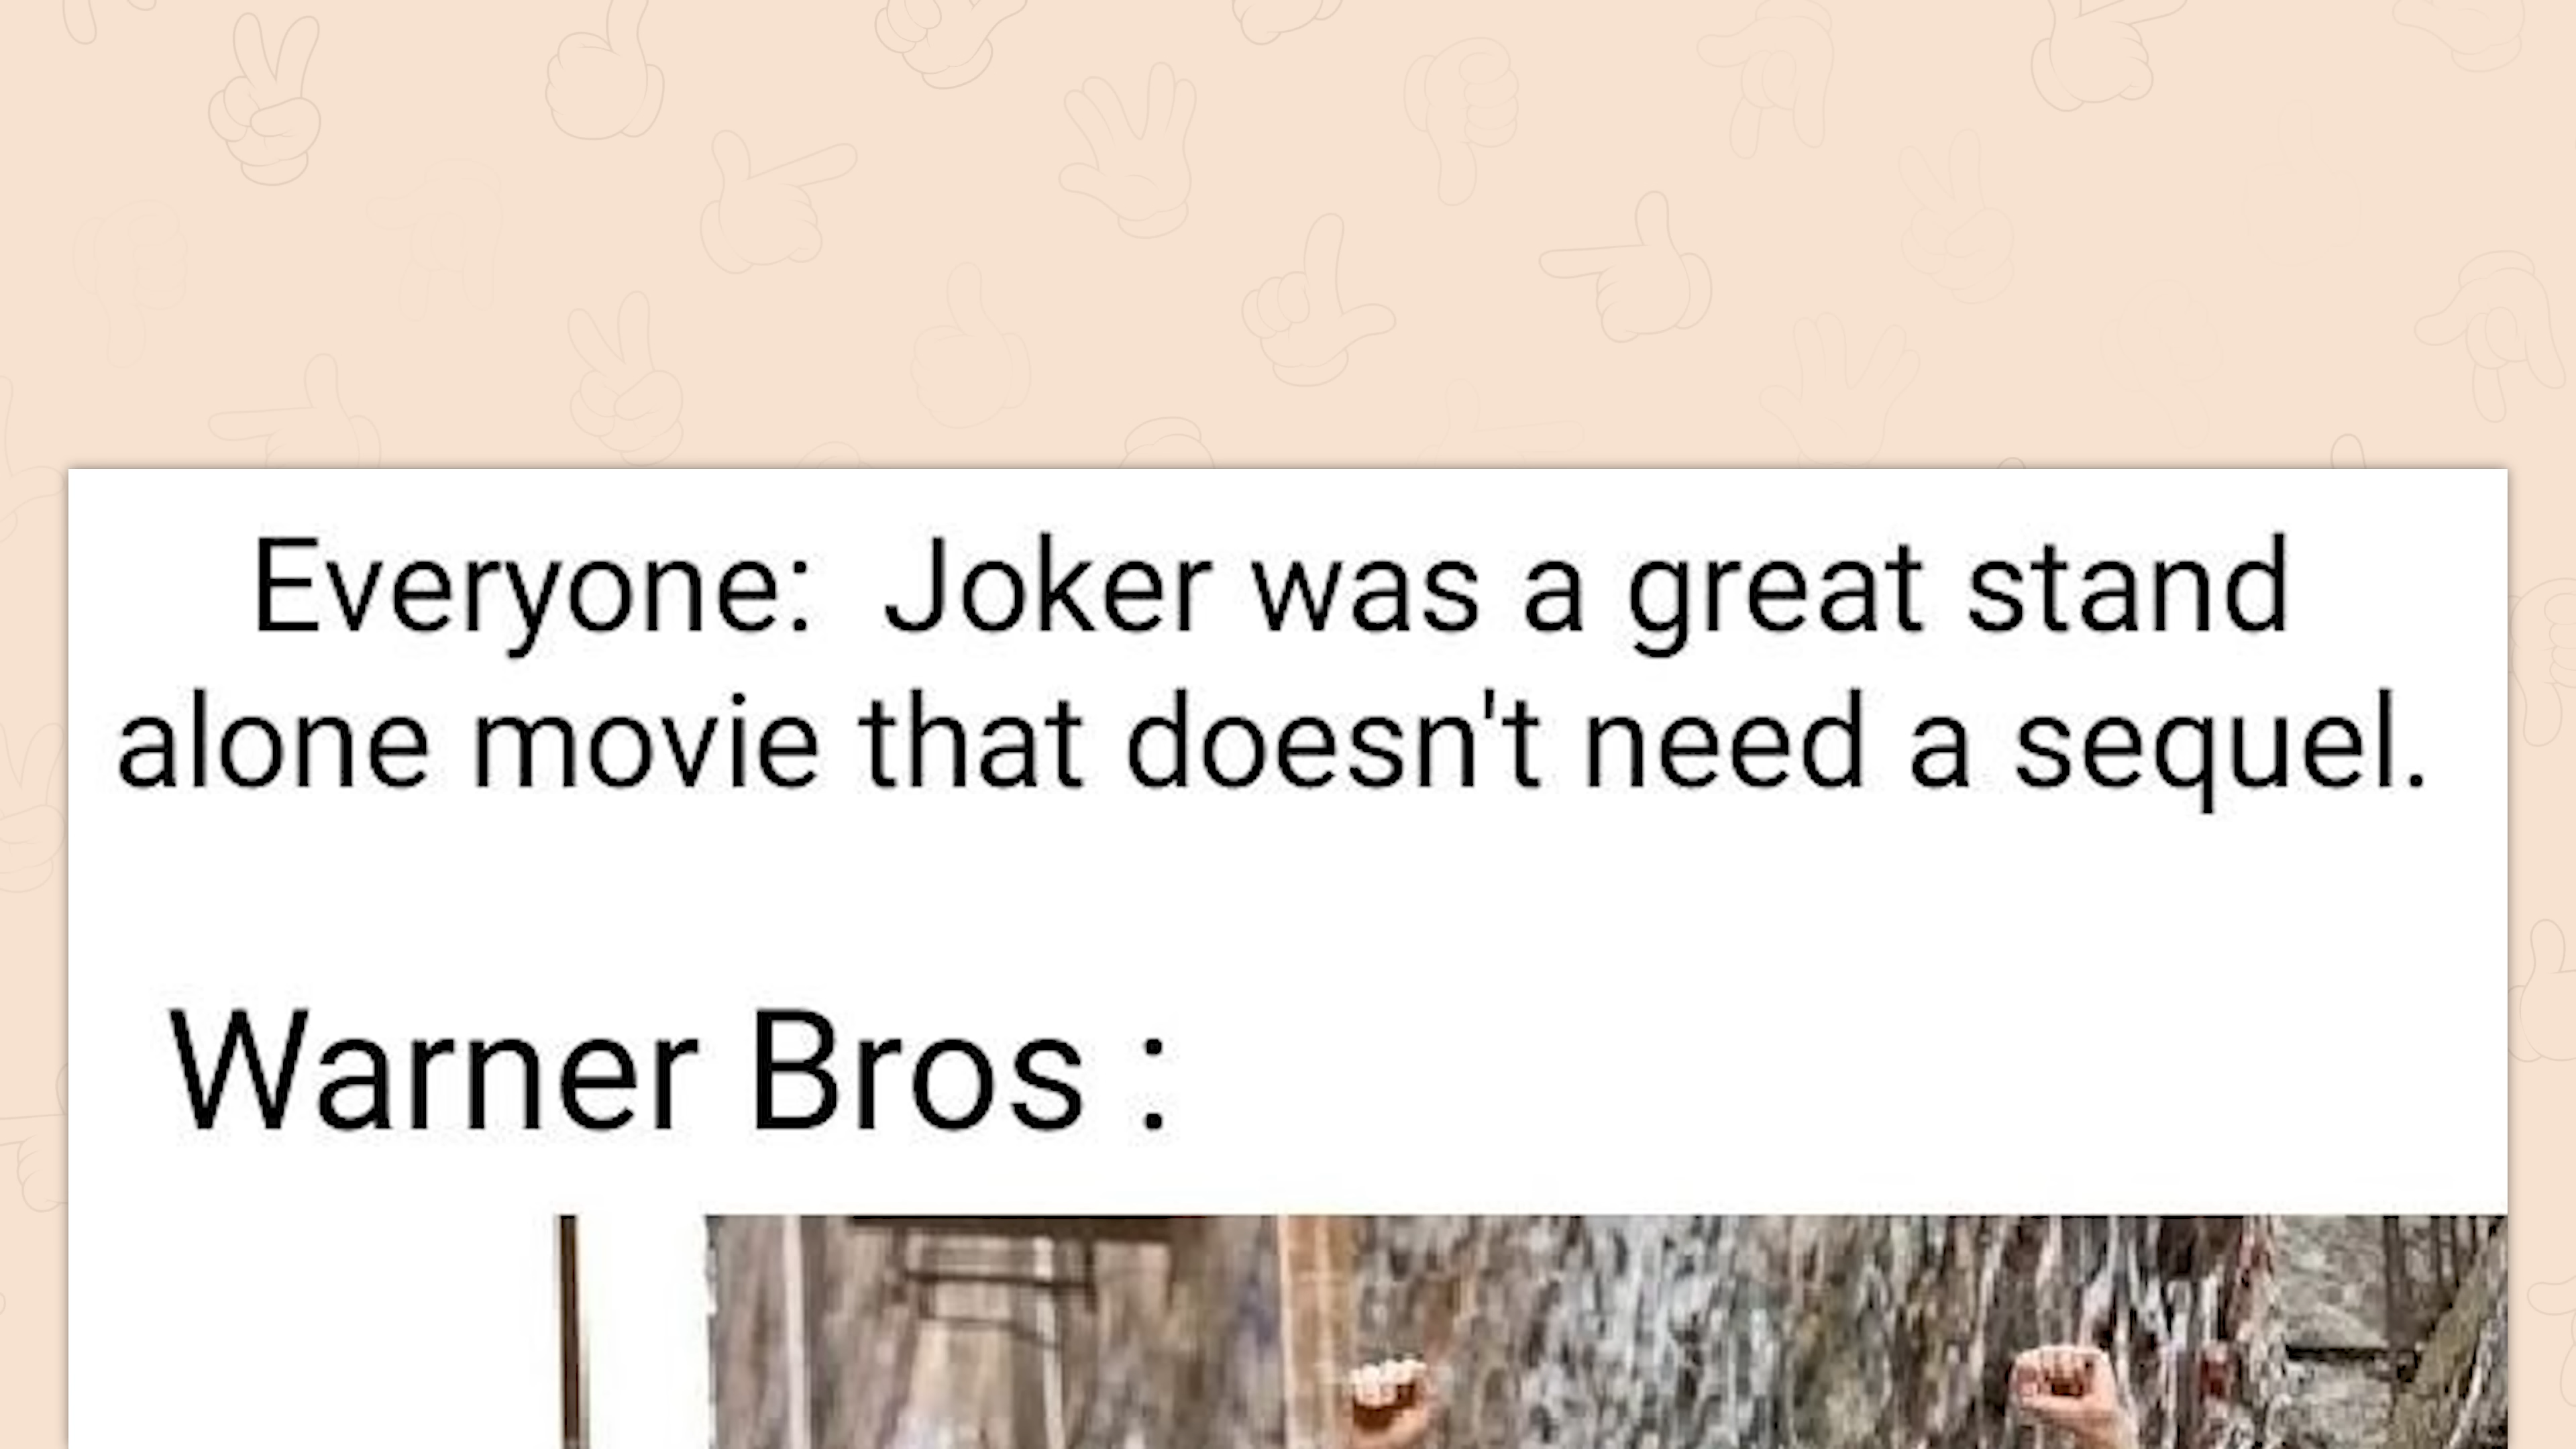 Everyone:  Joker was a great stand
alone movie that doesn't need a sequel.
Warner Bros :